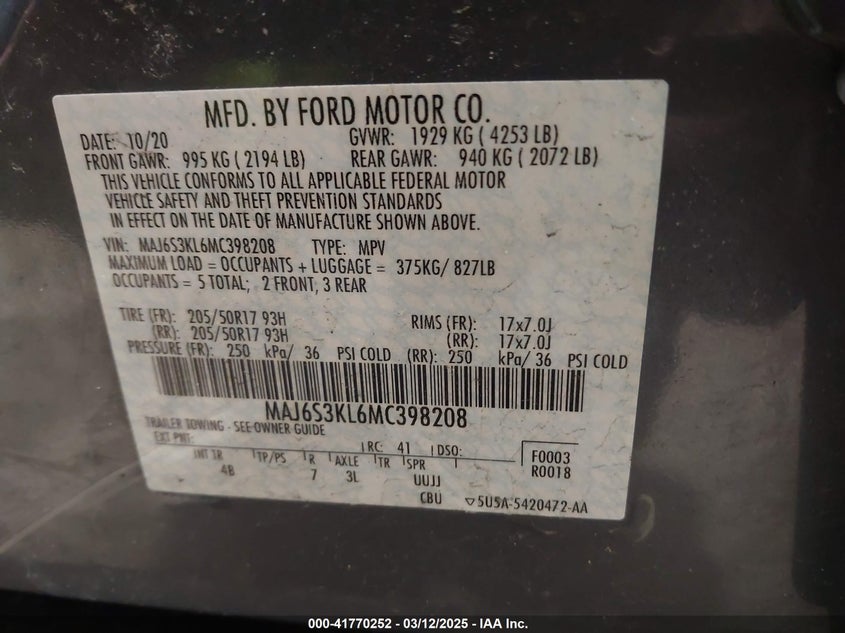 MFD. BY FORD MOTOR CO.
DATE: 10/20 GVWR: 1929 KG ( 4253 LB)
FRONT GAWR: 995 KG ( 2194 LB) REAR GAWR: 940 KG ( 2072 LB)
THIS VEHICLE CONFORMS TO ALL APPLICABLE FEDERAL MOTOR
VEHICLE SAFETY AND THEFT PREVENTION STANDARDS
IN EFFECT ON THE DATE OF MANUFACTURE SHOWN ABOVE.
VIN: MAJ6S3KL6MC398208 TYPE: MPV
MAXIMUM LOAD = OCCUPANTS + LUGGAGE = 375KG/ 827LB
OCCUPANTS = 5 TOTAL; 2 FRONT, 3 REAR
TIRE (FR): 205/50R17 93H RIMS (FR): 17x7.0J
(RR): 205/50R17 93H (RR): 17x7.0J
PRESSURE (FR): 250 kPa/ 36 PSI COLD (RR): 250 kPa/ 36 PSI COLD
MAJ6S3KL6MC398208
TRAILER TOWING - SEE OWNER GUIDE
EXT PNT: RC: 41 DSO: F0003
INT TR TP/PS R AXLE TR SPR R0018
4B 7 3L UUJJ
CBU 5U5A-5420472-AA
000-41770252 - 03/12/2025 - IAA Inc.